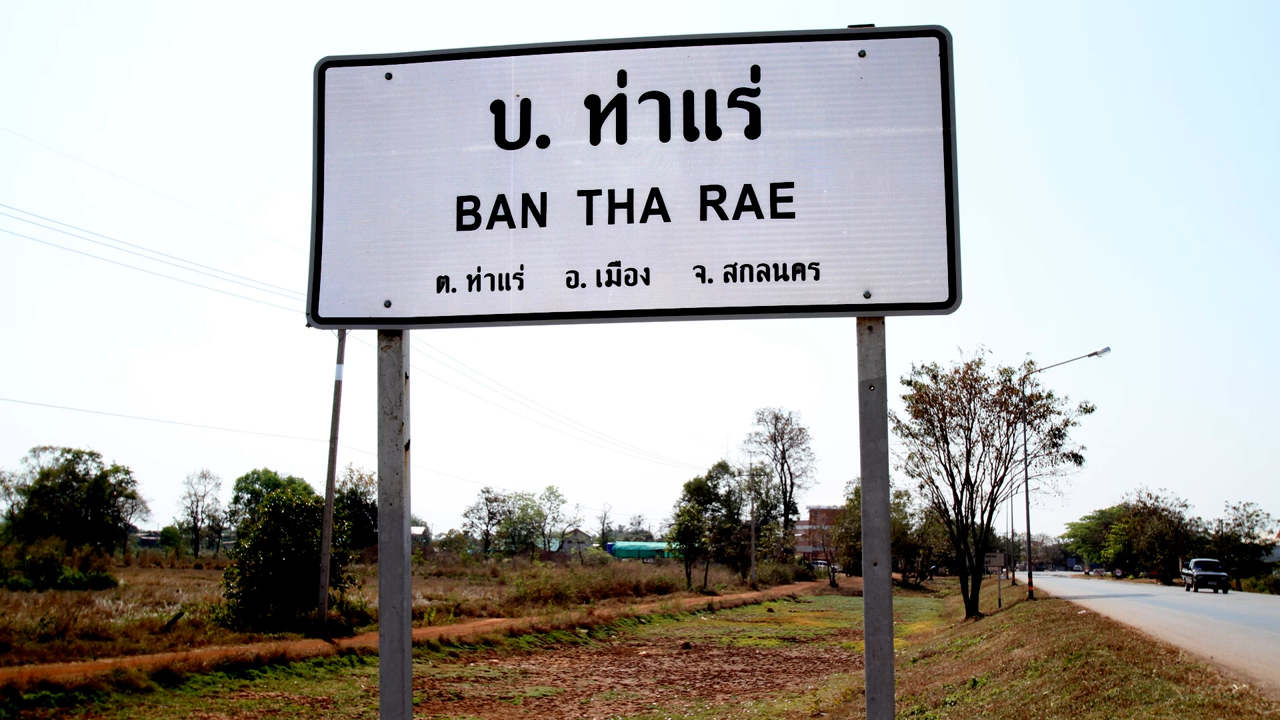 บ. ท่าแร่
BAN THA RAE
ต. ท่าแร่ อ. เมือง จ. สกลนคร